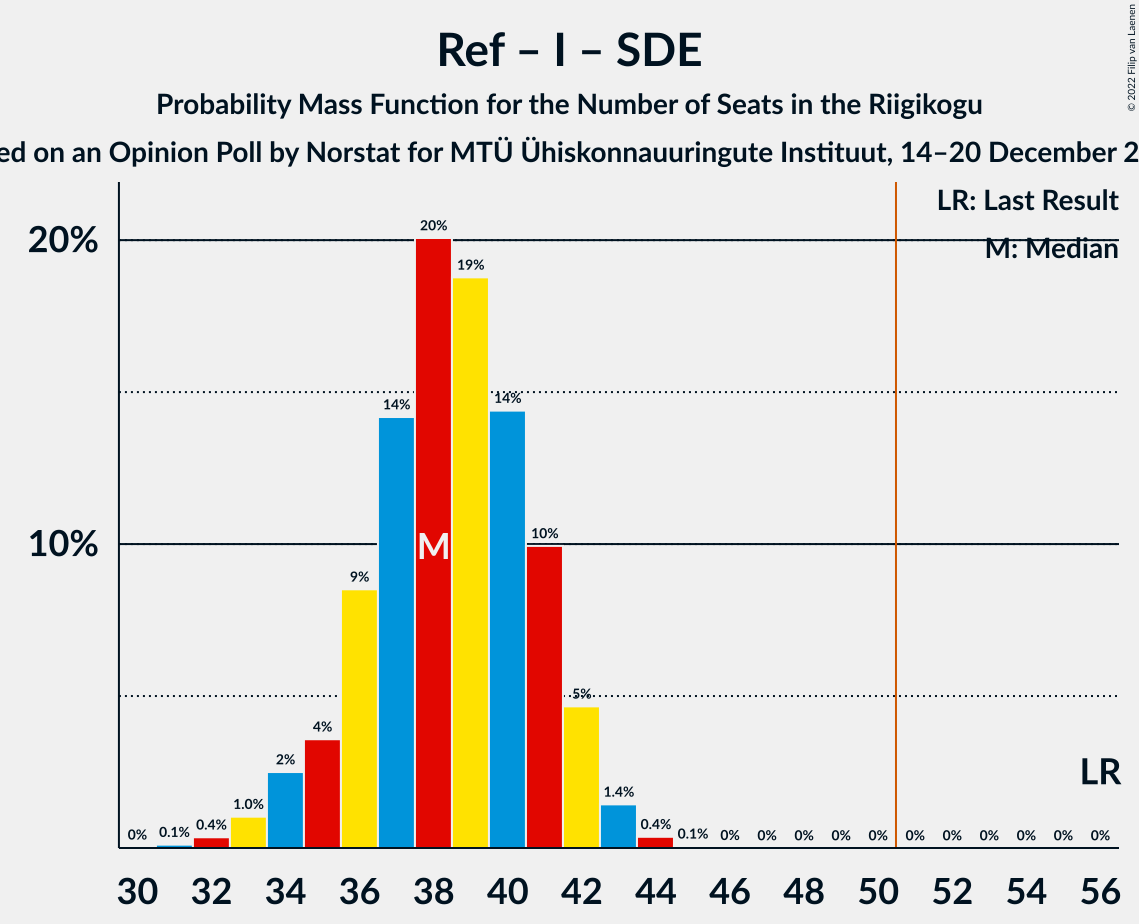 Ref – I – SDE
Probability Mass Function for the Number of Seats in the Riigikogu
ed on an Opinion Poll by Norstat for MTÜ Ühiskonnauuringute Instituut, 14–20 December 2
© 2022 Filip van Laenen
LR: Last Result
M: Median
20%
10%
0% 0.1% 0.4% 1.0% 2% 4% 9% 14% 20% 19% 14% 10% 5% 1.4% 0.4% 0.1% 0% 0% 0% 0% 0% 0% 0% 0% 0% 0% 0%
M
LR
30 32 34 36 38 40 42 44 46 48 50 52 54 56